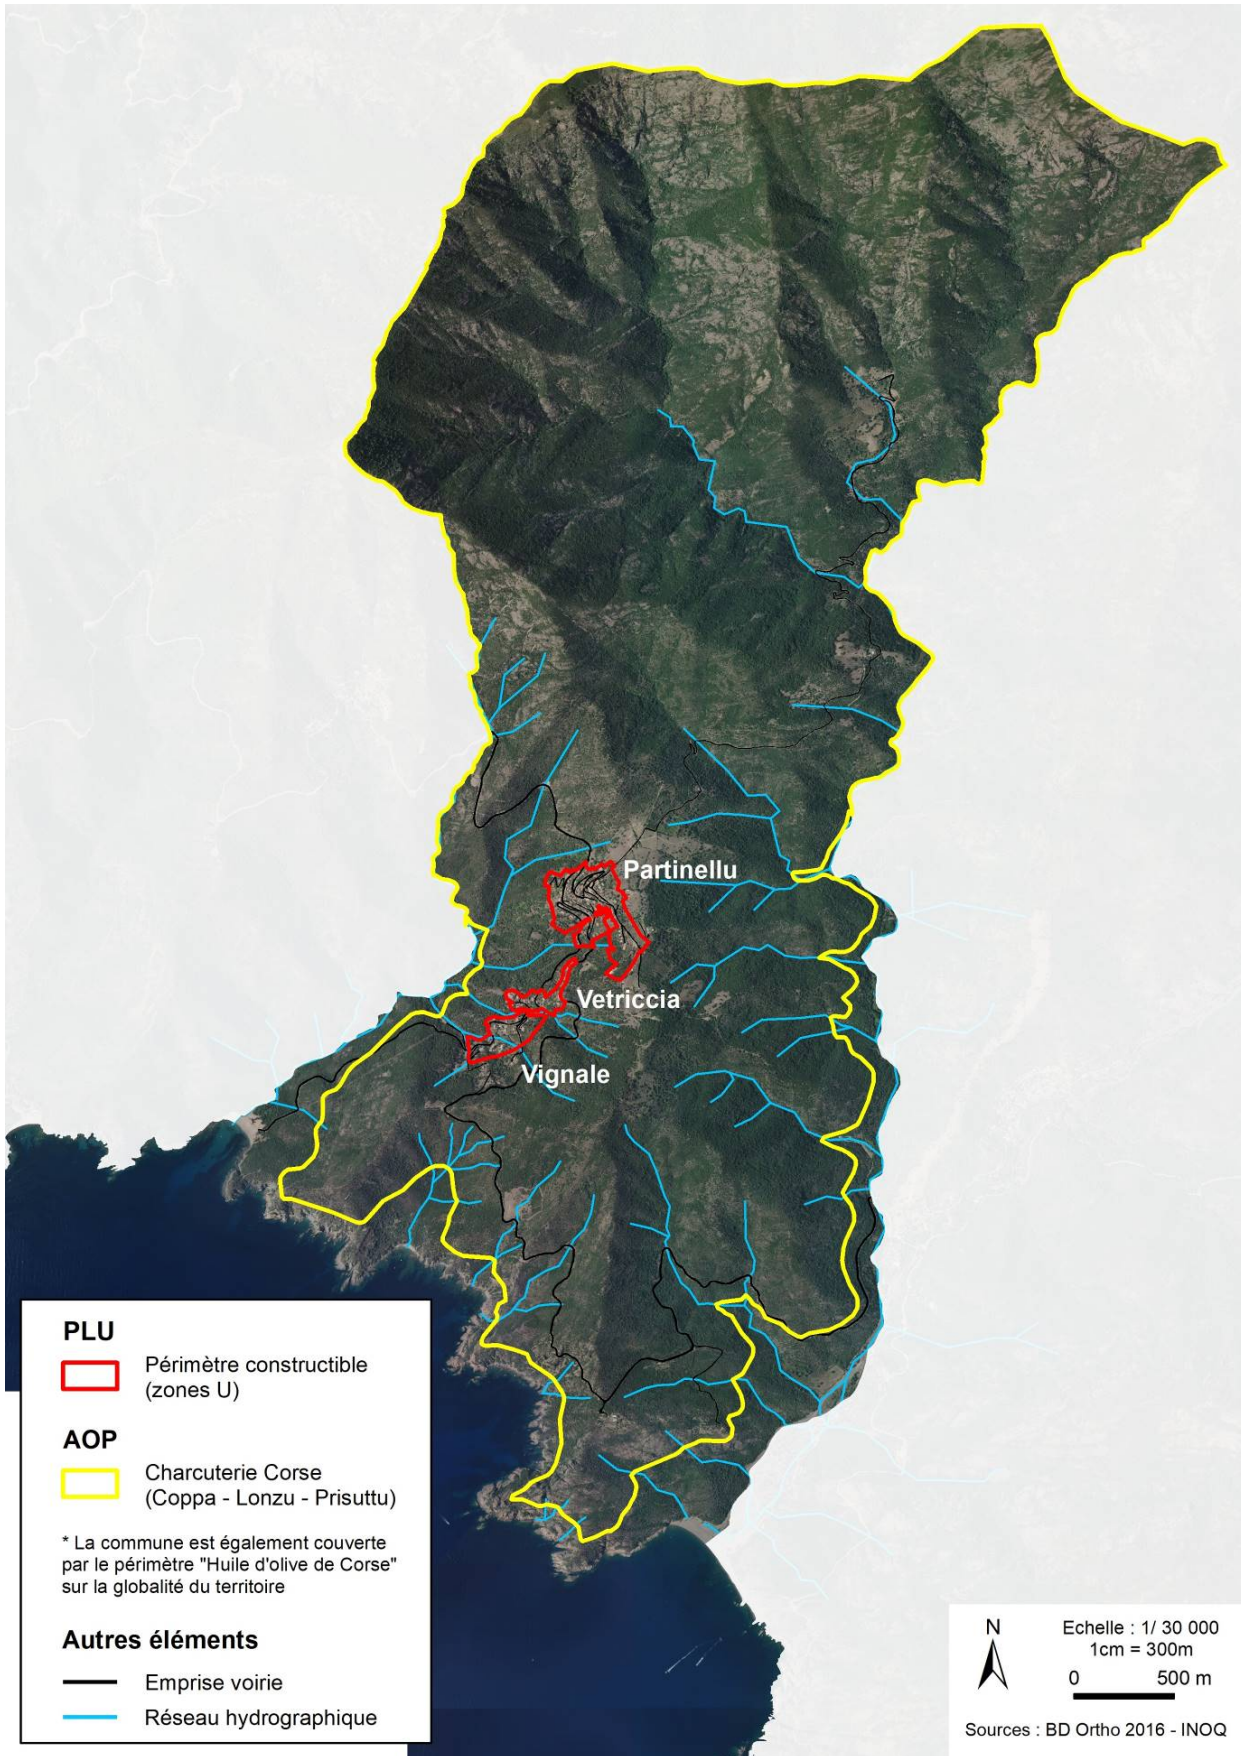 Partinellu
Vetriccia
Vignale
PLU
Périmètre constructible
(zones U)
AOP
Charcuterie Corse
(Coppa - Lonzu - Prisuttu)
* La commune est également couverte
par le périmètre "Huile d'olive de Corse"
sur la globalité du territoire
Autres éléments
Emprise voirie
Réseau hydrographique
N
Echelle : 1/ 30 000
1cm = 300m
0 500 m
Sources : BD Ortho 2016 - INOQ